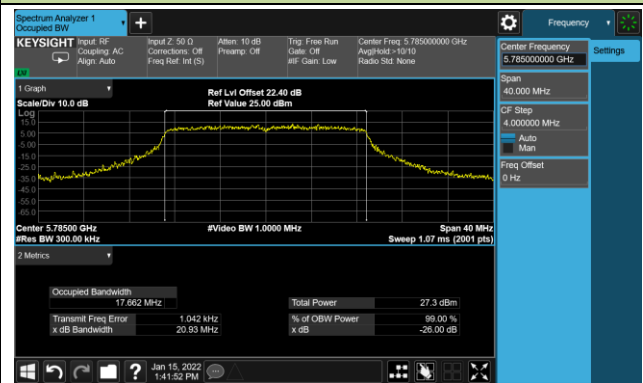 Spectrum Analyzer 1
Occupied BW
Frequency
KEYSIGHT
Input: RF
Coupling: AC
Align: Auto
Input Z: 50 Ω
Corrections: Off
Freq Ref: Int (S)
Atten: 10 dB
Preamp: Off
Trig: Free Run
Gate: Off
#IF Gain: Low
Center Freq: 5.785000000 GHz
Avg|Hold:>10/10
Radio Std: None
LXI
Center Frequency
5.785000000 GHz
Settings
Span
40.000 MHz
CF Step
4.000000 MHz
Auto
Man
Freq Offset
0 Hz
1 Graph
Scale/Div 10.0 dB
Ref Lvl Offset 22.40 dB
Ref Value 25.00 dBm
Log
15.0
5.00
-5.00
-15.0
-25.0
-35.0
-45.0
-55.0
-65.0
Center 5.78500 GHz
#Res BW 300.00 kHz
#Video BW 1.0000 MHz
Span 40 MHz
Sweep 1.07 ms (2001 pts)
2 Metrics
Occupied Bandwidth
17.662 MHz
Total Power 27.3 dBm
Transmit Freq Error 1.042 kHz
% of OBW Power 99.00 %
x dB Bandwidth 20.93 MHz
x dB -26.00 dB
?
Jan 15, 2022
1:41:52 PM